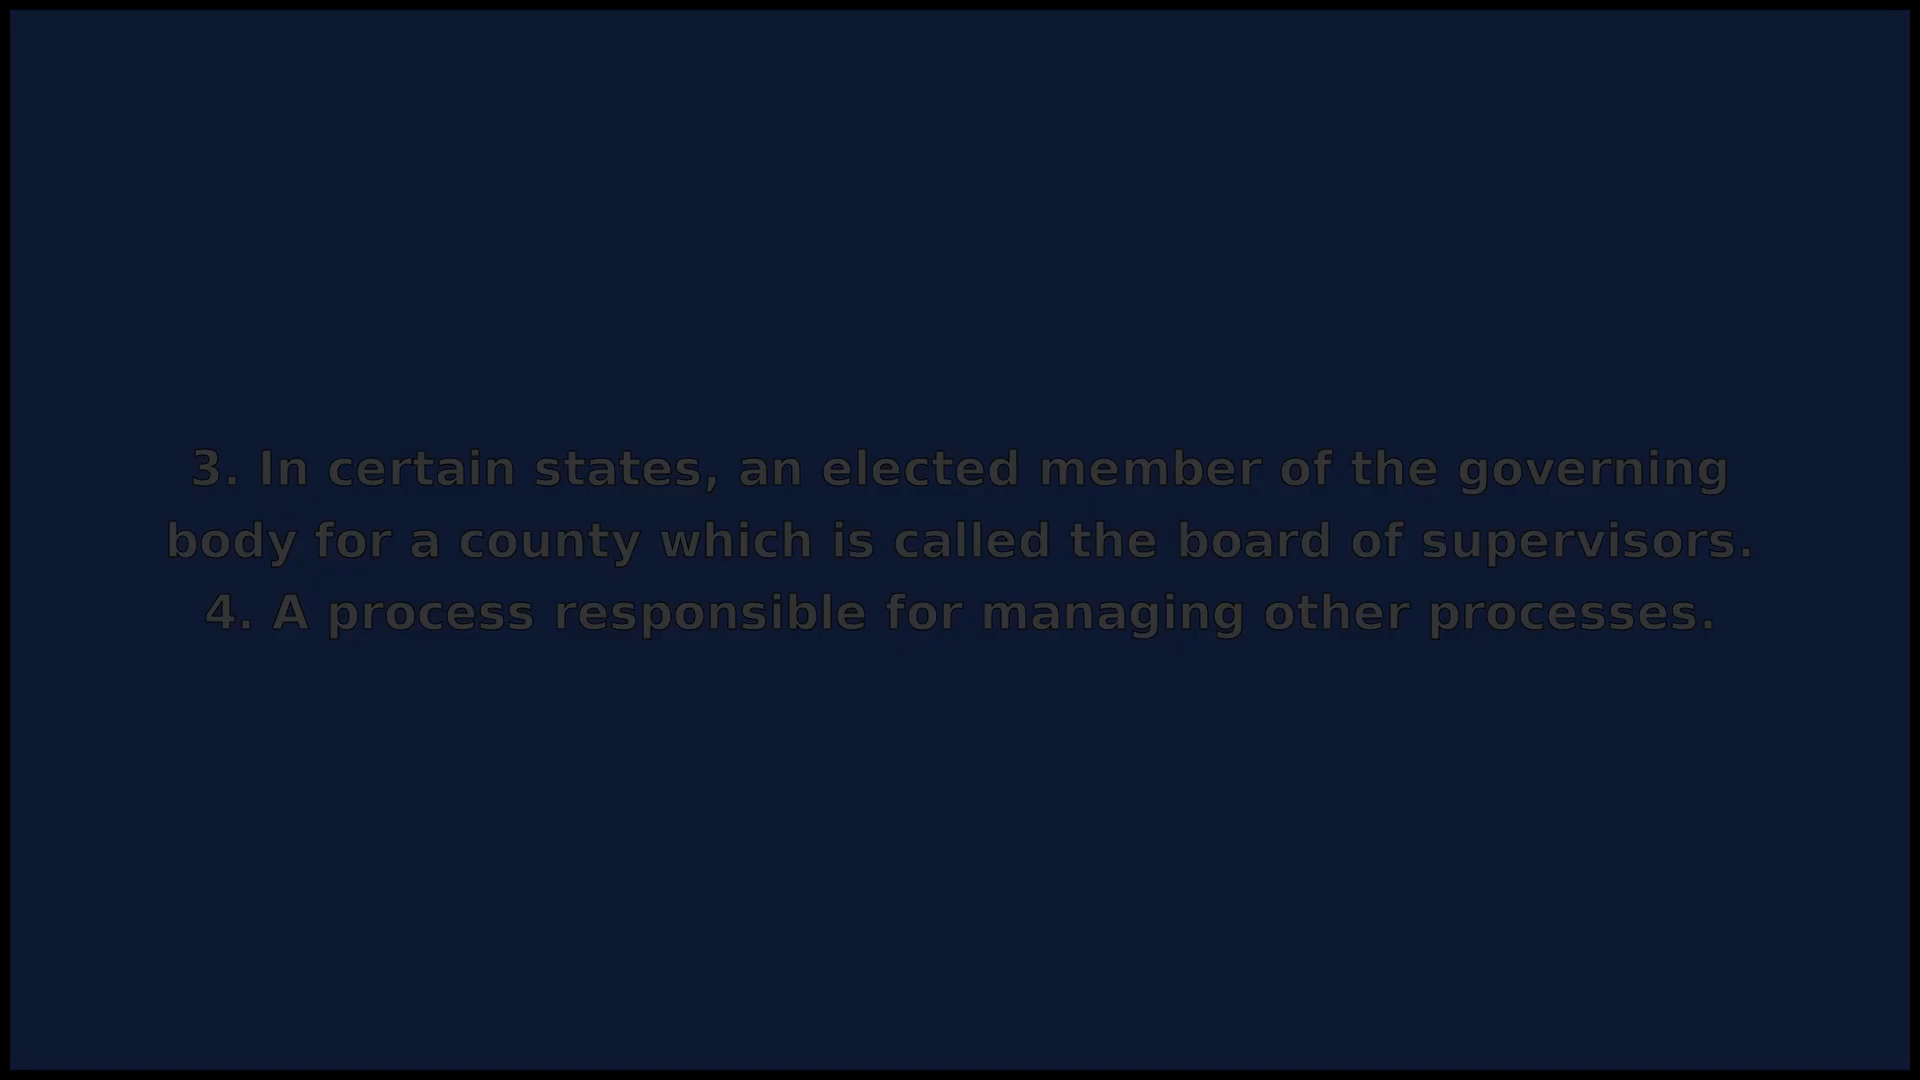 3. In certain states, an elected member of the governing
body for a county which is called the board of supervisors.
4. A process responsible for managing other processes.